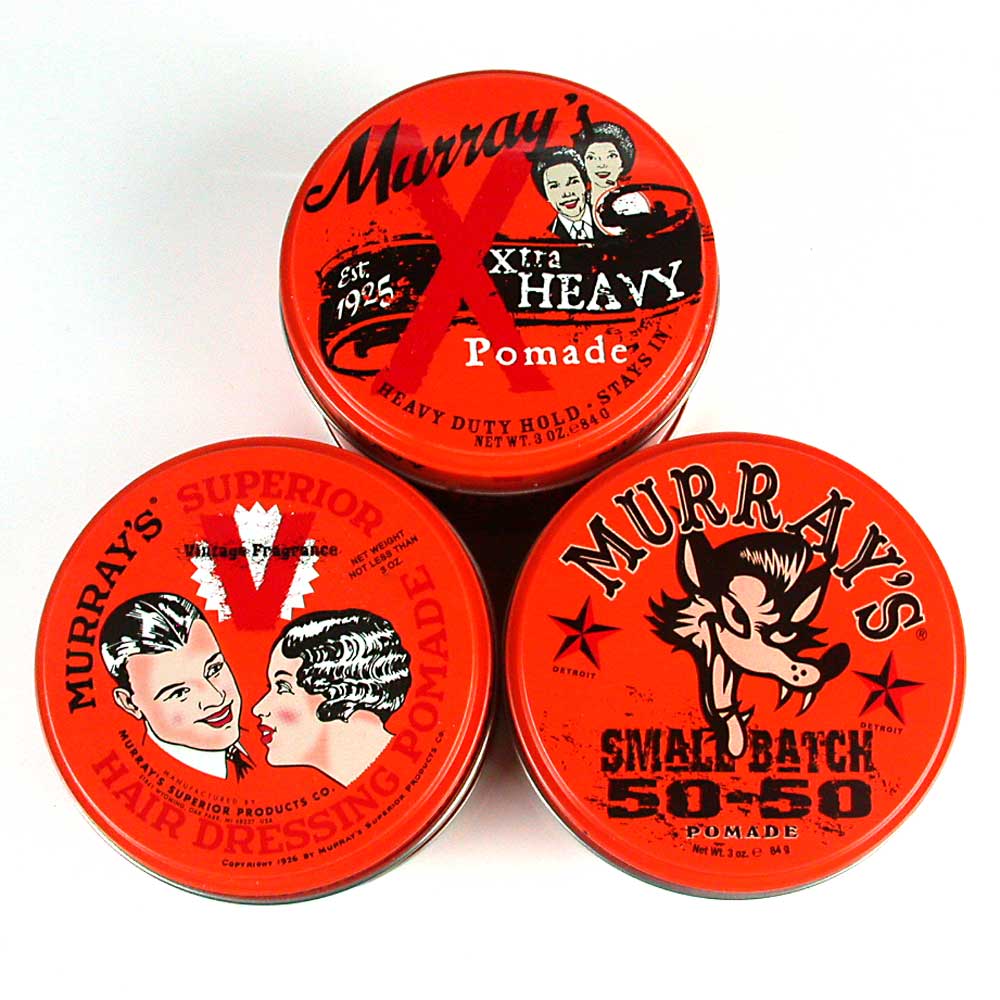 Murray's
X
Est.
1925
Xtra
HEAVY
Pomade
HEAVY DUTY HOLD • STAYS IN
NET WT. 3 OZ. ℮ 84 G
MURRAY'S
SUPERIOR
V
Vintage Fragrance
NET WEIGHT
NOT LESS THAN
3 OZ.
HAIR DRESSING POMADE
MANUFACTURED BY
MURRAY'S SUPERIOR PRODUCTS CO.
COPYRIGHT 1926 BY MURRAY'S SUPERIOR PRODUCTS CO.
MURRAY'S®
DETROIT
DETROIT
SMALL BATCH
50-50
POMADE
Net Wt. 3 oz. ℮ 84 g